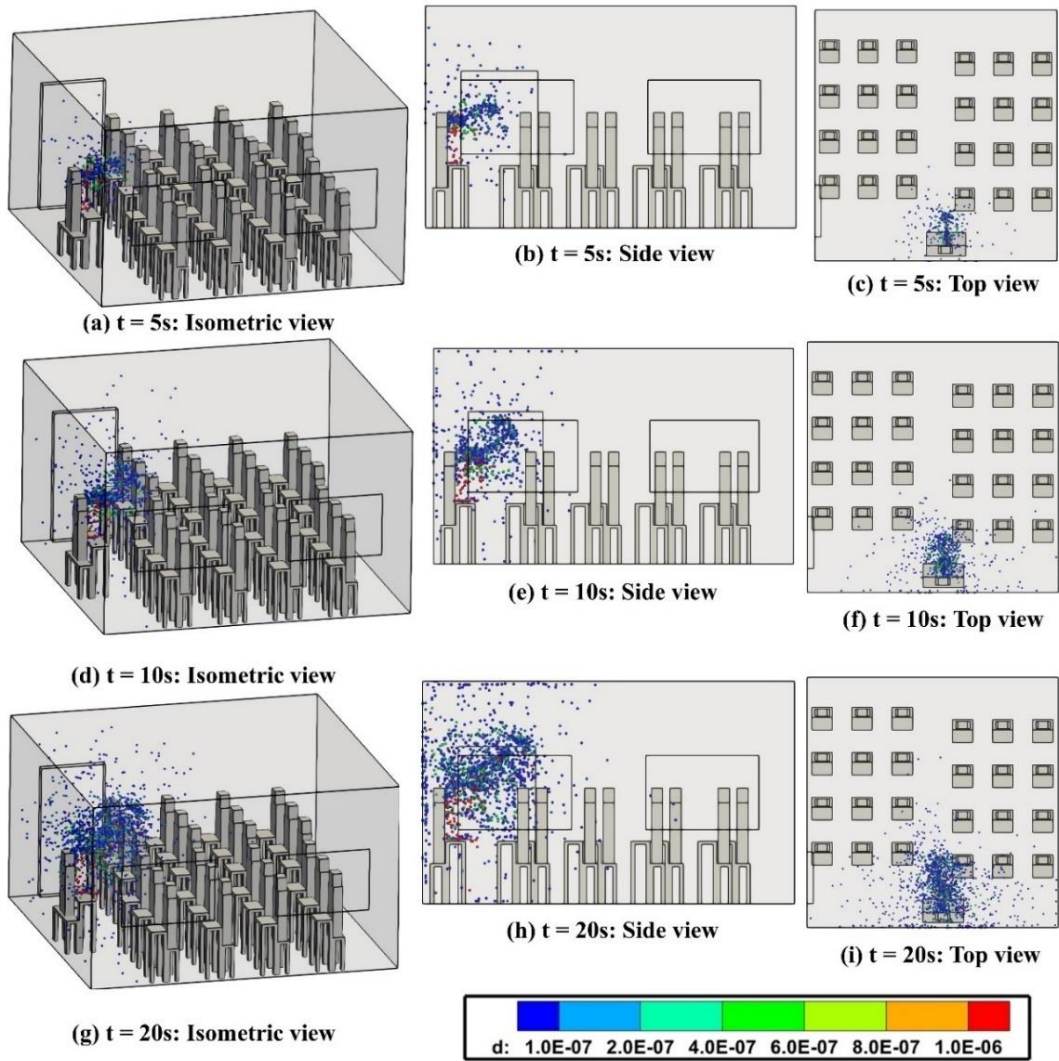 (a) t = 5s: Isometric view
(b) t = 5s: Side view
(c) t = 5s: Top view
(d) t = 10s: Isometric view
(e) t = 10s: Side view
(f) t = 10s: Top view
(g) t = 20s: Isometric view
(h) t = 20s: Side view
(i) t = 20s: Top view
d: 1.0E-07 2.0E-07 4.0E-07 6.0E-07 8.0E-07 1.0E-06